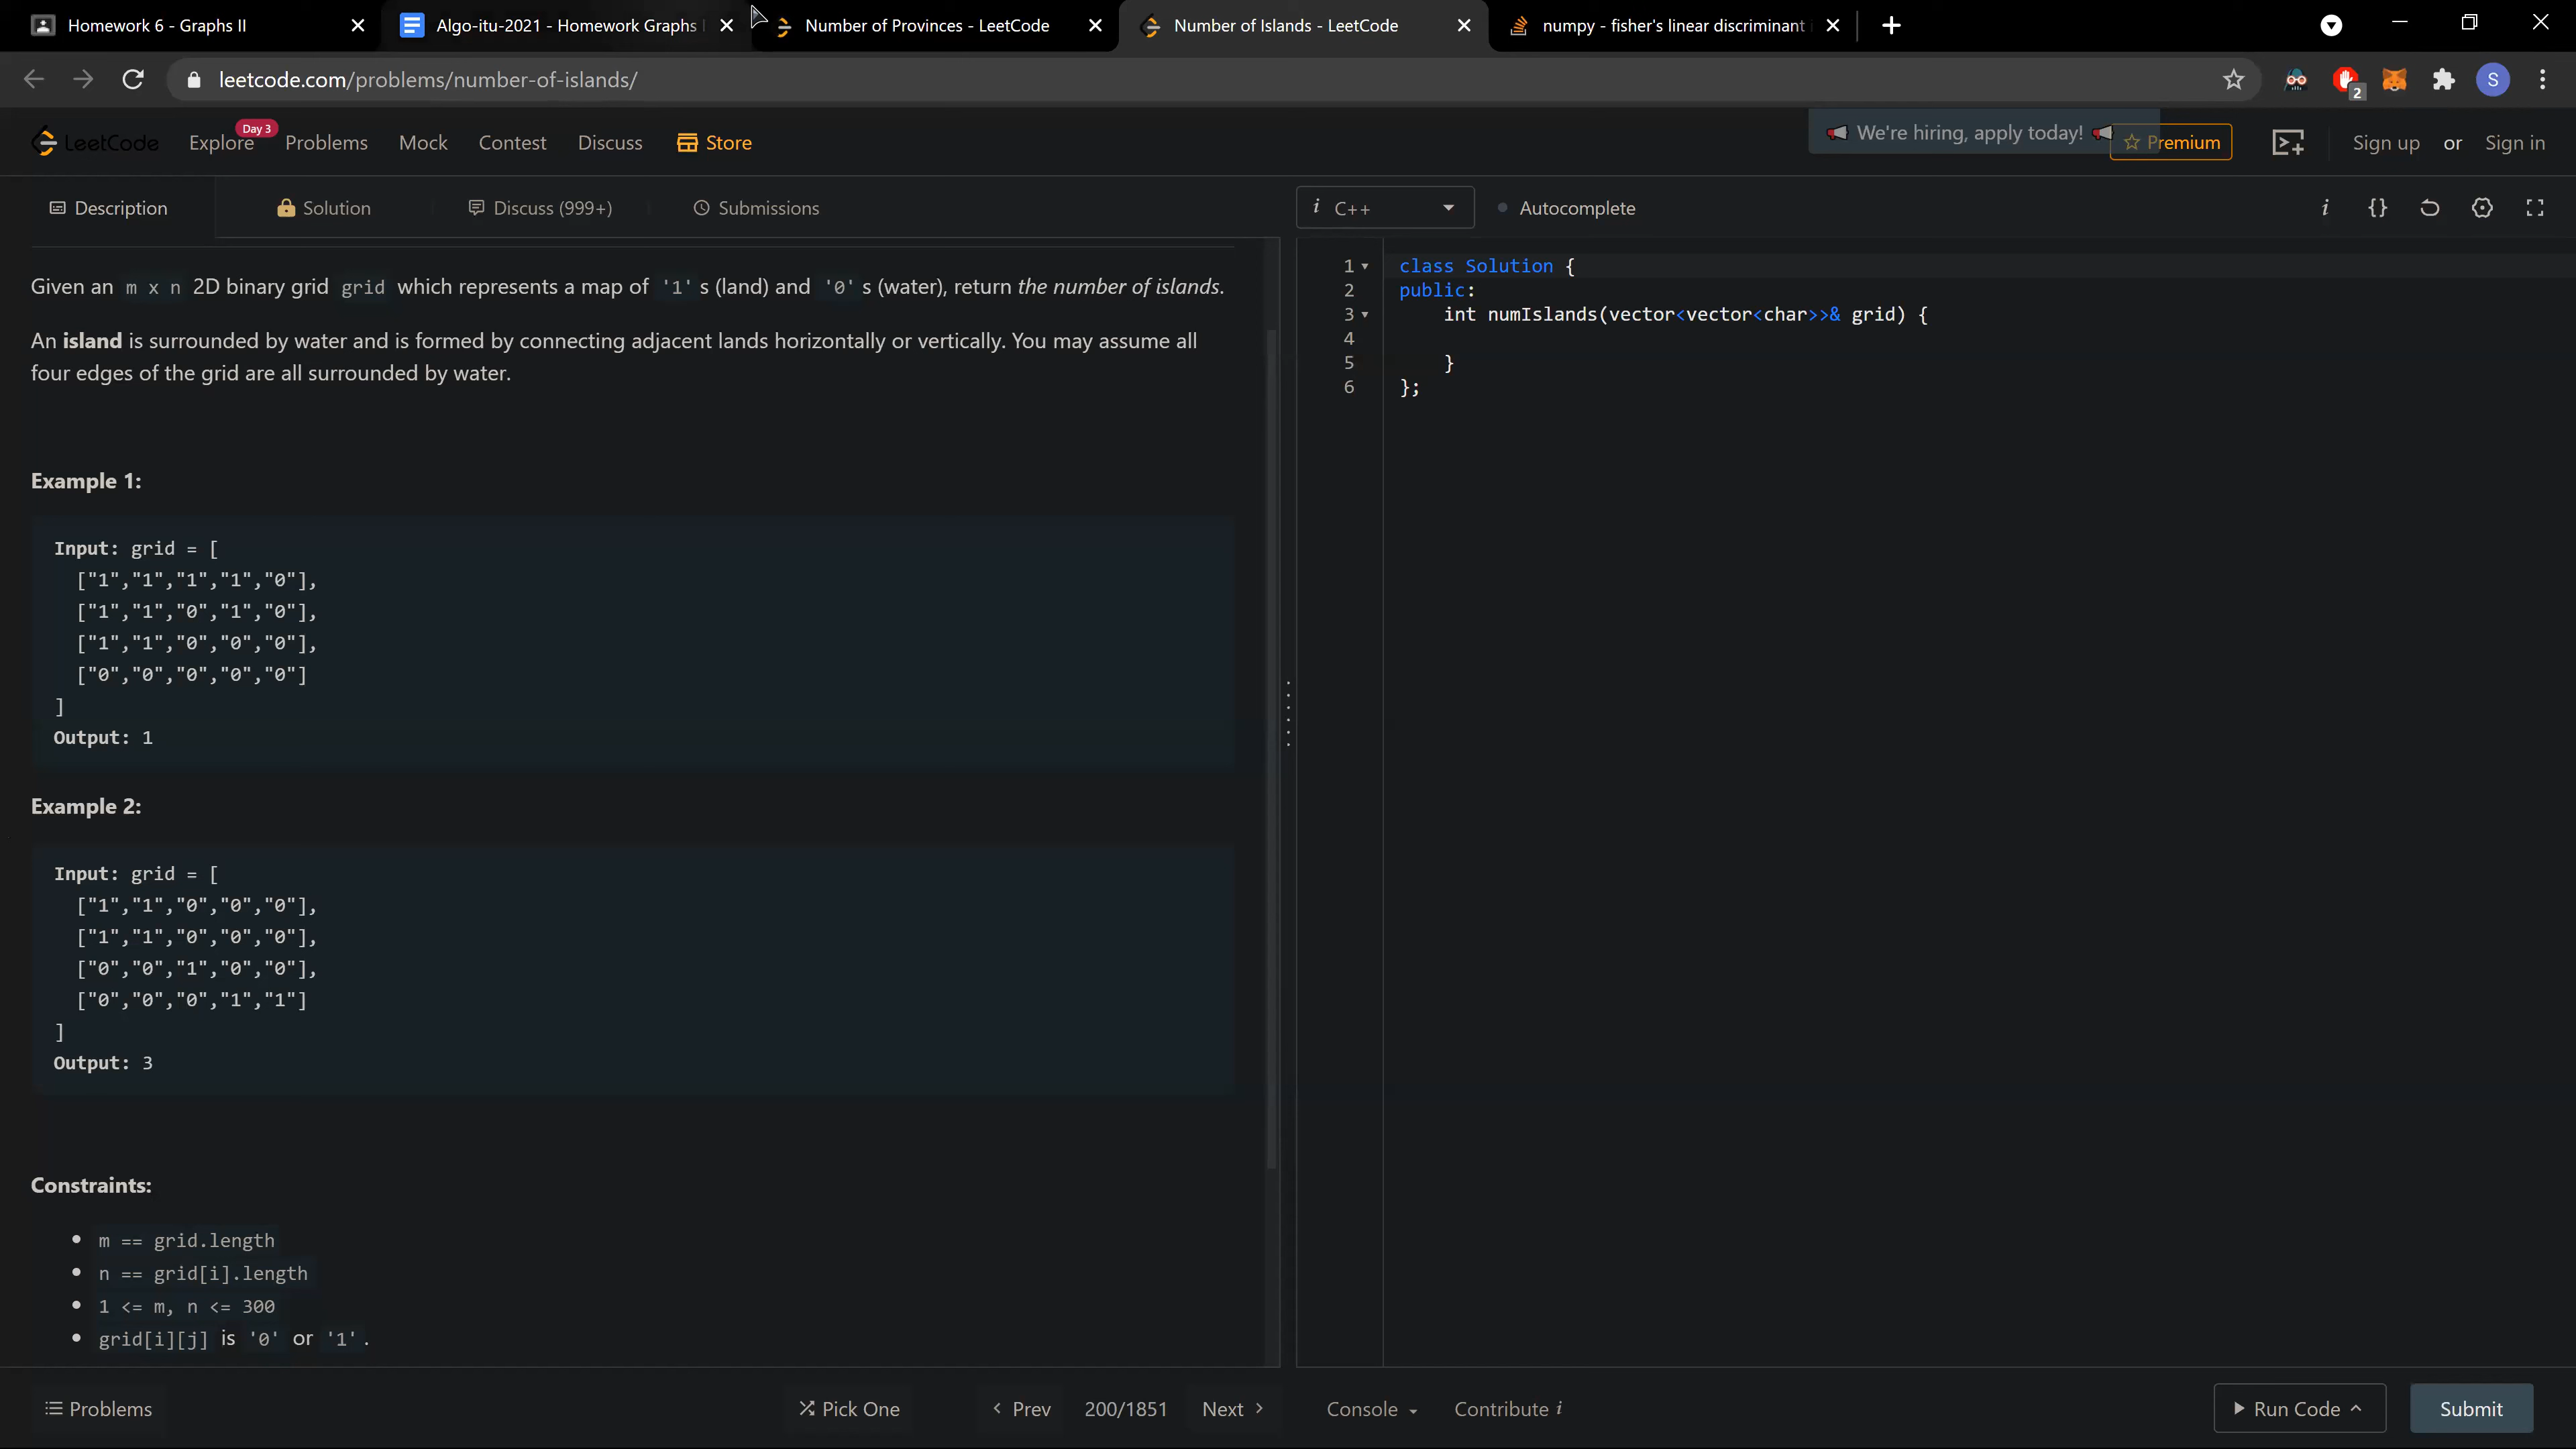 Homework 6 - Graphs II
Algo-itu-2021 - Homework Graphs
Number of Provinces - LeetCode
Number of Islands - LeetCode
numpy - fisher's linear discriminant
leetcode.com/problems/number-of-islands/
2
S
LeetCode
Explore
Day 3
Problems
Mock
Contest
Discuss
Store
We're hiring, apply today!
Premium
Sign up or Sign in
Description
Solution
Discuss (999+)
Submissions
i C++
Autocomplete
i
{}
Given an m x n 2D binary grid grid which represents a map of '1's (land) and '0's (water), return the number of islands.
An island is surrounded by water and is formed by connecting adjacent lands horizontally or vertically. You may assume all
four edges of the grid are all surrounded by water.
Example 1:
Input: grid = [
["1","1","1","1","0"],
["1","1","0","1","0"],
["1","1","0","0","0"],
["0","0","0","0","0"]
]
Output: 1
Example 2:
Input: grid = [
["1","1","0","0","0"],
["1","1","0","0","0"],
["0","0","1","0","0"],
["0","0","0","1","1"]
]
Output: 3
Constraints:
m == grid.length
n == grid[i].length
1 <= m, n <= 300
grid[i][j] is '0' or '1'.
1 class Solution {
2 public:
3 int numIslands(vector<vector<char>>& grid) {
4
5 }
6 };
Problems
Pick One
Prev
200/1851
Next
Console
Contribute i
Run Code
Submit